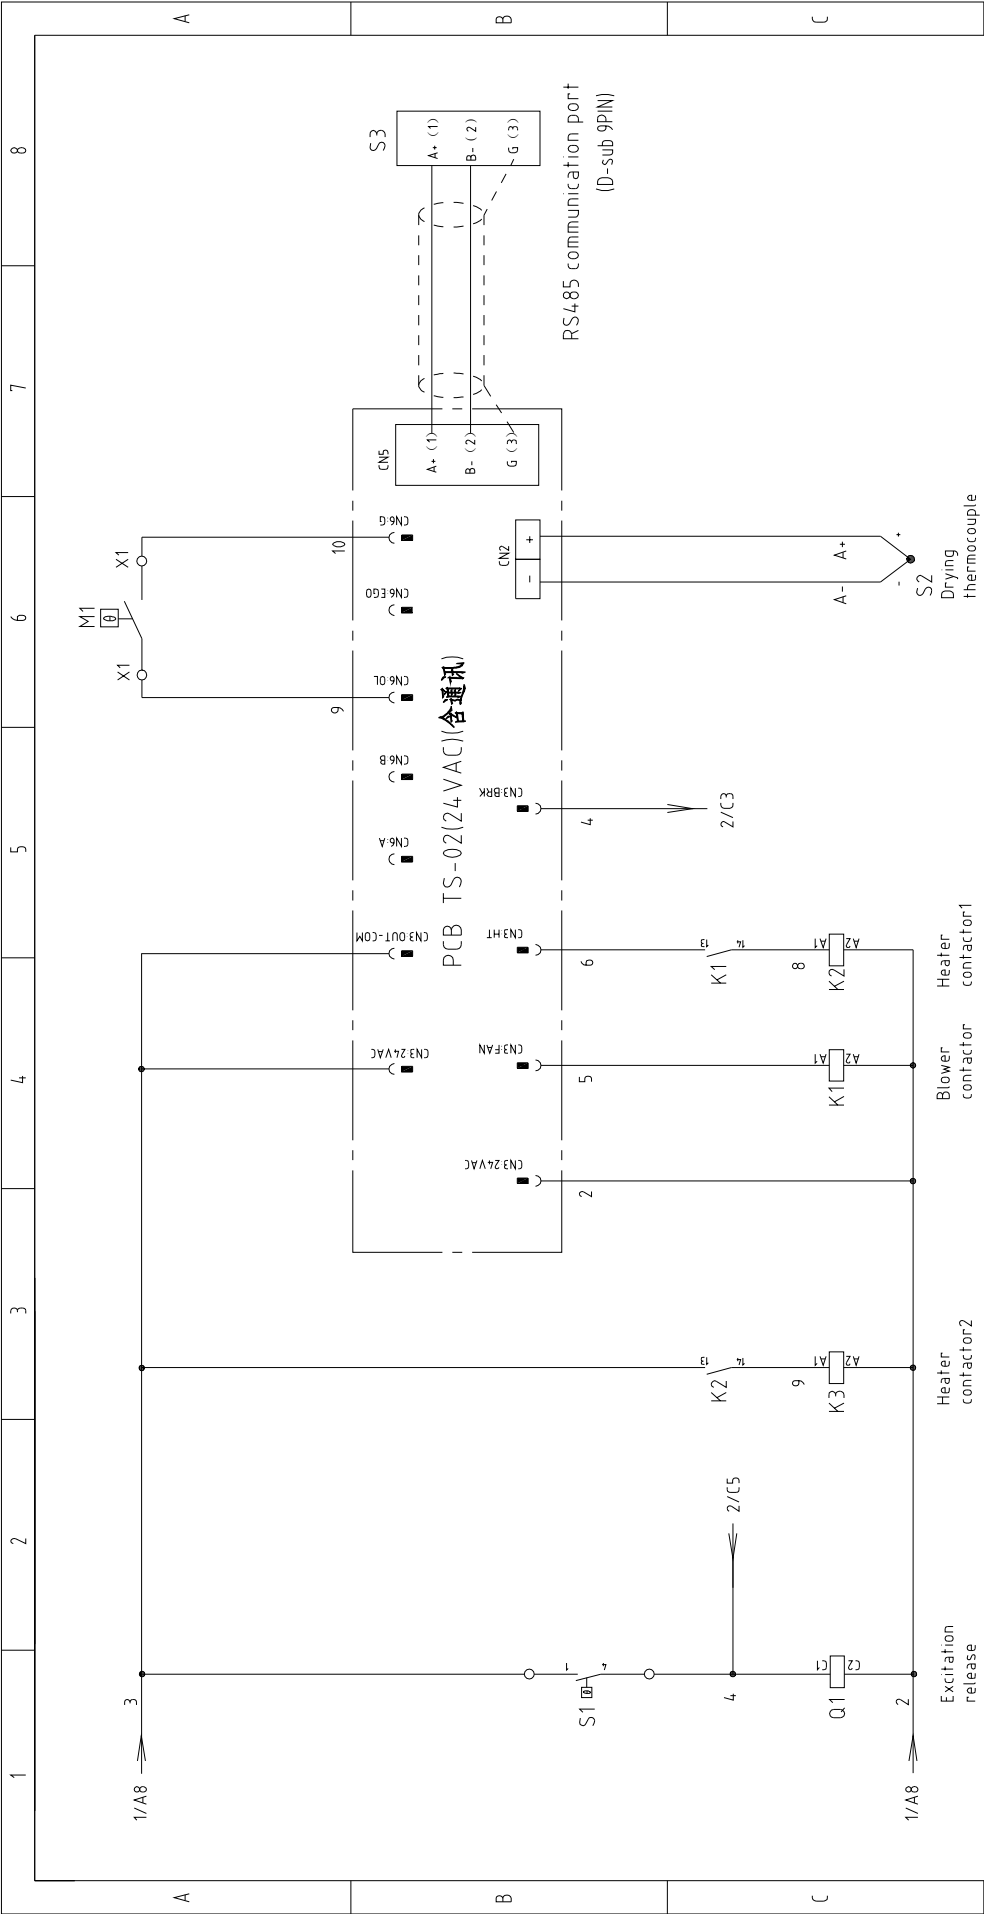 1
2
3
4
5
6
7
8
A
B
C
A
B
C
1/A8
3
1/A8
2
S1
θ
1
4
4
2/C5
Q1
C1
C2
Excitation
release
K2
13
14
9
K3
A1
A2
Heater
contactor2
CN3:24VAC
2
CN3:24VAC
CN3:FAN
5
K1
A1
A2
Blower
contactor
CN3:OUT-COM
CN3:HT
6
K1
13
14
8
K2
A1
A2
Heater
contactor1
PCB TS-02(24VAC)(含通讯)
CN6:A
CN6:B
CN6:OL
CN6:EGO
CN6:G
CN3:BRK
4
2/C3
9
10
X1
M1
θ
X1
CN2
-
+
A-
A+
-
+
S2
Drying
thermocouple
CN5
A+ (1)
B- (2)
G (3)
S3
A+ (1)
B- (2)
G (3)
RS485 communication port
(D-sub 9PIN)